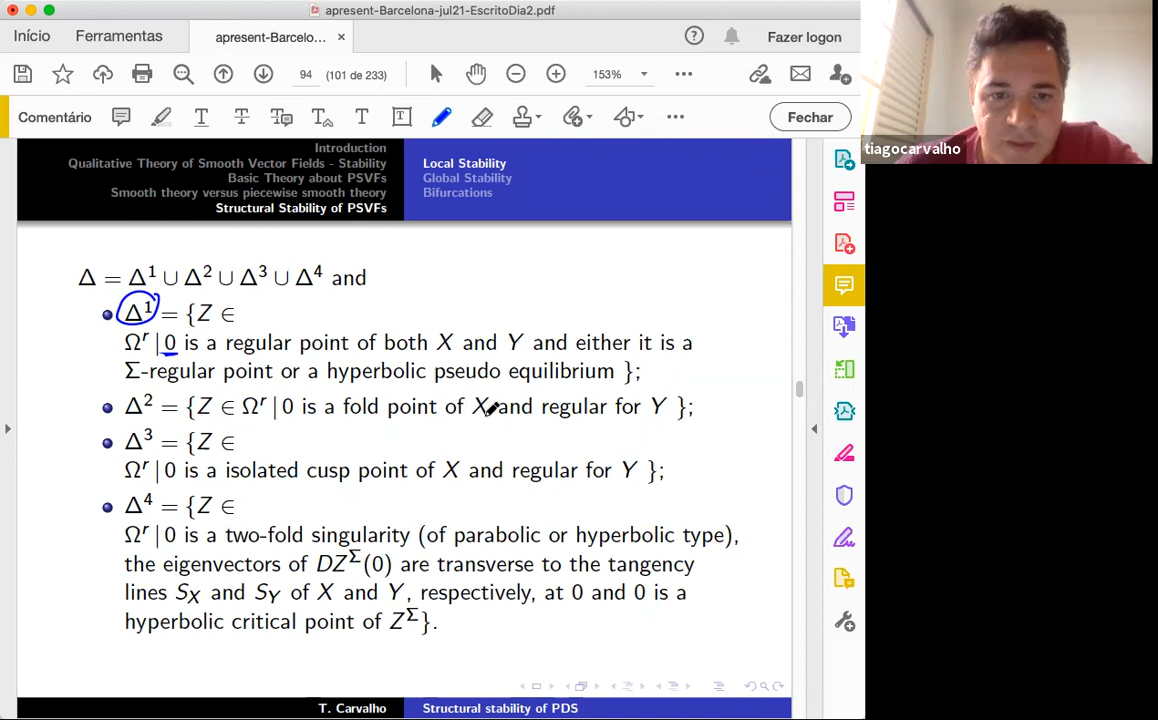 apresent-Barcelona-jul21-EscritoDia2.pdf
Início Ferramentas apresent-Barcelo... × Fazer logon
94 (101 de 233) 153%
Comentário Fechar
tiagocarvalho
Introduction
Qualitative Theory of Smooth Vector Fields - Stability
Basic Theory about PSVFs
Smooth theory versus piecewise smooth theory
Structural Stability of PSVFs
Local Stability
Global Stability
Bifurcations
Δ = Δ¹ ∪ Δ² ∪ Δ³ ∪ Δ⁴ and
Δ¹ = {Z ∈
Ωʳ | 0 is a regular point of both X and Y and either it is a
Σ-regular point or a hyperbolic pseudo equilibrium };
Δ² = {Z ∈ Ωʳ | 0 is a fold point of X and regular for Y };
Δ³ = {Z ∈
Ωʳ | 0 is a isolated cusp point of X and regular for Y };
Δ⁴ = {Z ∈
Ωʳ | 0 is a two-fold singularity (of parabolic or hyperbolic type),
the eigenvectors of DZ^Σ(0) are transverse to the tangency
lines S_X and S_Y of X and Y, respectively, at 0 and 0 is a
hyperbolic critical point of Z^Σ}.
T. Carvalho Structural stability of PDS